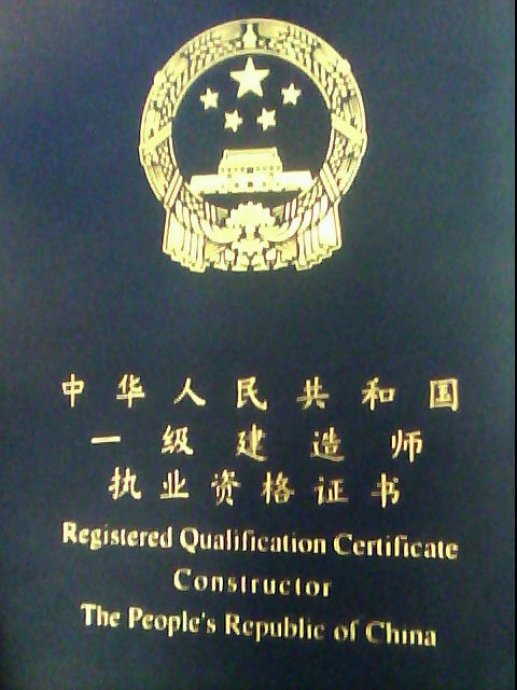 中华人民共和国
一级建造师
执业资格证书
Registered Qualification Certificate
Constructor
The People's Republic of China